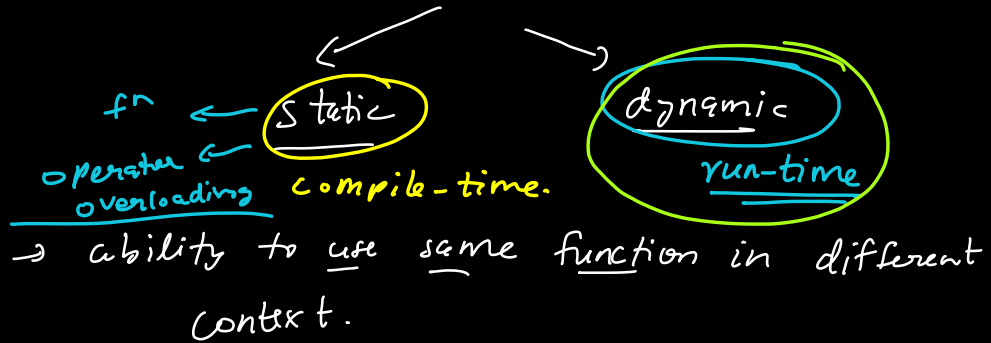 fn
static
dynamic
operator
overloading
compile-time.
run-time
→ ability to use same function in different
context.